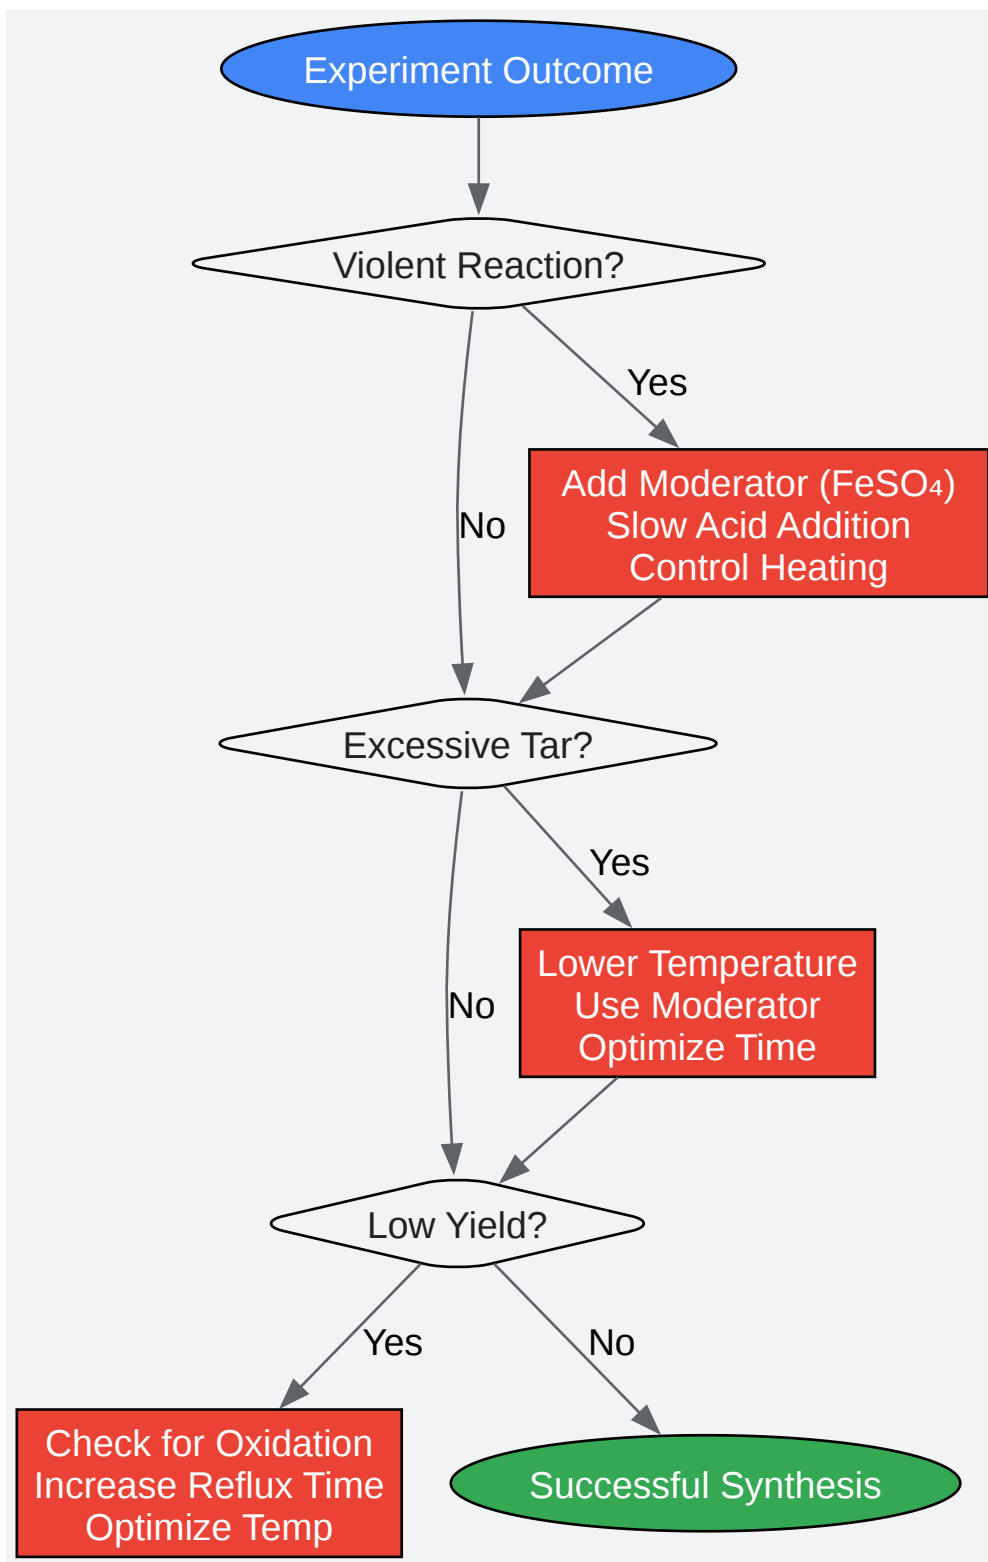 Experiment Outcome
Violent Reaction?
Yes
Add Moderator (FeSO₄)
Slow Acid Addition
Control Heating
No
Excessive Tar?
Yes
Lower Temperature
Use Moderator
Optimize Time
No
Low Yield?
Yes
No
Check for Oxidation
Increase Reflux Time
Optimize Temp
Successful Synthesis